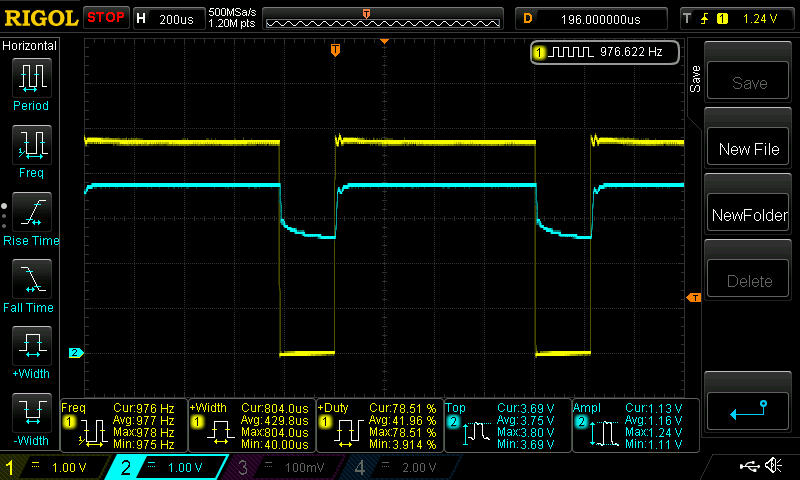 RIGOL STOP H 200us 500MSa/s D 196.000000us T 1 1.24 V
1.20M pts
T
Horizontal
T
1 976.622 Hz
Save
Save
Period
New File
Freq
NewFolder
Rise Time
Delete
Fall Time
T
+Width
2
-Width
Freq Cur:976 Hz +Width Cur:804.0us +Duty Cur:78.51 % Top Cur:3.69 V Ampl Cur:1.13 V
1 Avg:977 Hz 1 Avg:429.8us 1 Avg:41.96 % 2 Avg:3.75 V 2 Avg:1.16 V
Max:978 Hz Max:804.0us Max:78.51 % Max:3.80 V Max:1.24 V
Min:975 Hz Min:40.00us Min:3.914 % Min:3.69 V Min:1.11 V
1 1.00 V 2 1.00 V 3 100mV 4 2.00 V